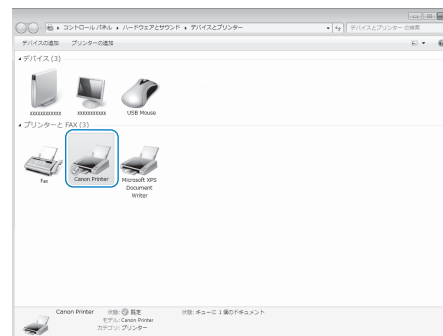 コントロール パネル ▸ ハードウェアとサウンド ▸ デバイスとプリンター
デバイスとプリンターの検索
デバイスの追加 プリンターの追加
デバイス (3)
XXXXXXXXXXX XXXXXXXXXX USB Mouse
プリンターと FAX (3)
Fax Canon Printer Microsoft XPS
Document
Writer
Canon Printer 状態: 既定 状態: キューに 1 個のドキュメント
モデル: Canon Printer
カテゴリ: プリンター